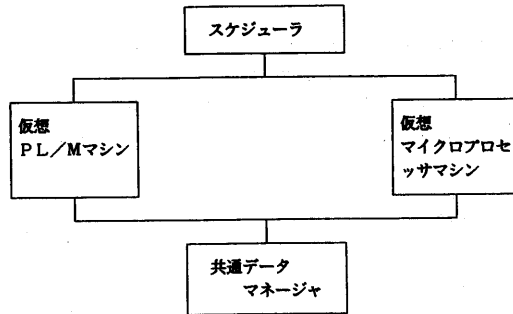 スケジューラ
仮想
PL/Mマシン
仮想
マイクロプロセ
ッサマシン
共通データ
マネージャ